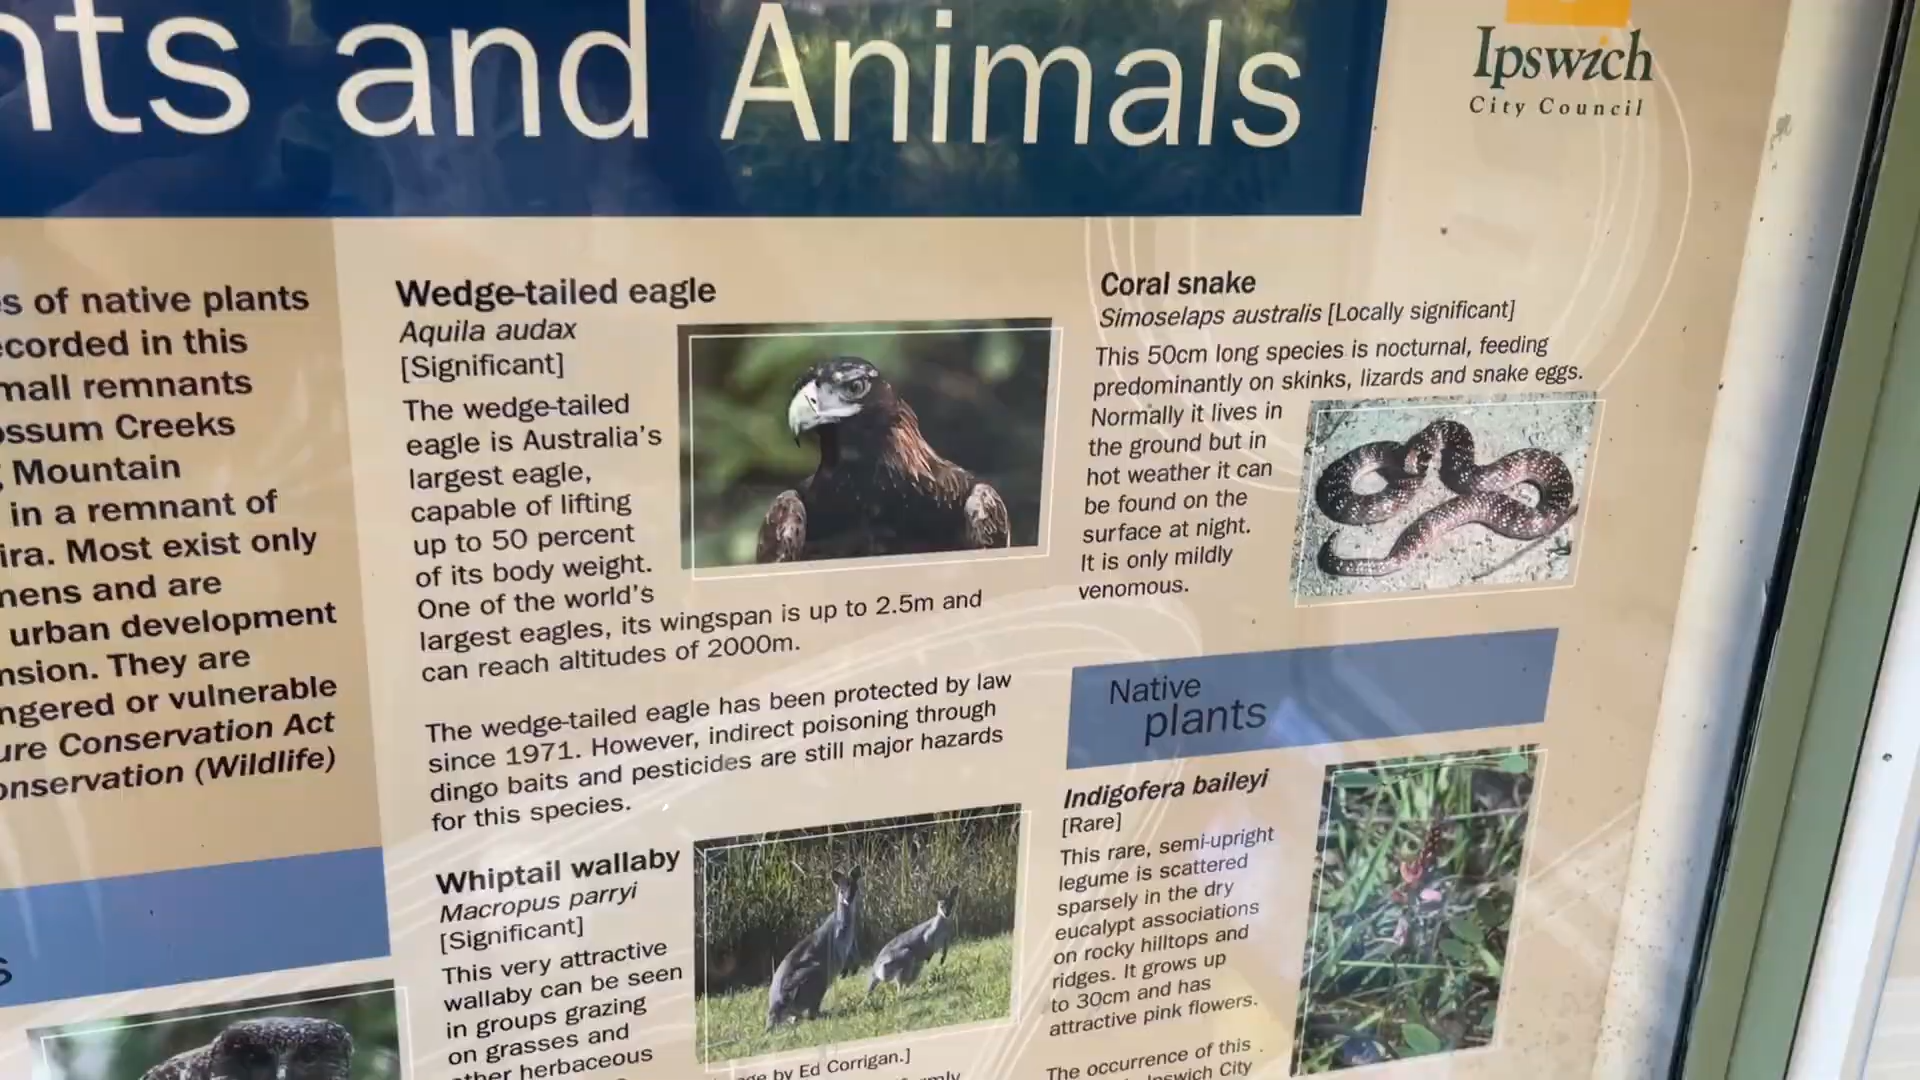 and Animals
Ipswich
City Council
of native plants
in this
remnants
Creeks
Mountain
in a remnant of
Most exist only
and are
urban development
They are
or vulnerable
Conservation Act
(Wildlife)
Wedge-tailed eagle
Aquila audax
[Significant]
The wedge-tailed
eagle is Australia's
largest eagle,
capable of lifting
up to 50 percent
of its body weight.
One of the world's
largest eagles, its wingspan is up to 2.5m and
can reach altitudes of 2000m.
The wedge-tailed eagle has been protected by law
since 1971. However, indirect poisoning through
dingo baits and pesticides are still major hazards
for this species.
Whiptail wallaby
Macropus parryi
[Significant]
This very attractive
wallaby can be seen
in groups grazing
on grasses and
other herbaceous
by Ed Corrigan.]
Coral snake
Simoselaps australis [Locally significant]
This 50cm long species is nocturnal, feeding
predominantly on skinks, lizards and snake eggs.
Normally it lives in
the ground but in
hot weather it can
be found on the
surface at night.
It is only mildly
venomous.
Native
plants
Indigofera baileyi
[Rare]
This rare, semi-upright
legume is scattered
sparsely in the dry
eucalypt associations
on rocky hilltops and
ridges. It grows up
to 30cm and has
attractive pink flowers.
The occurrence of this
Ipswich City